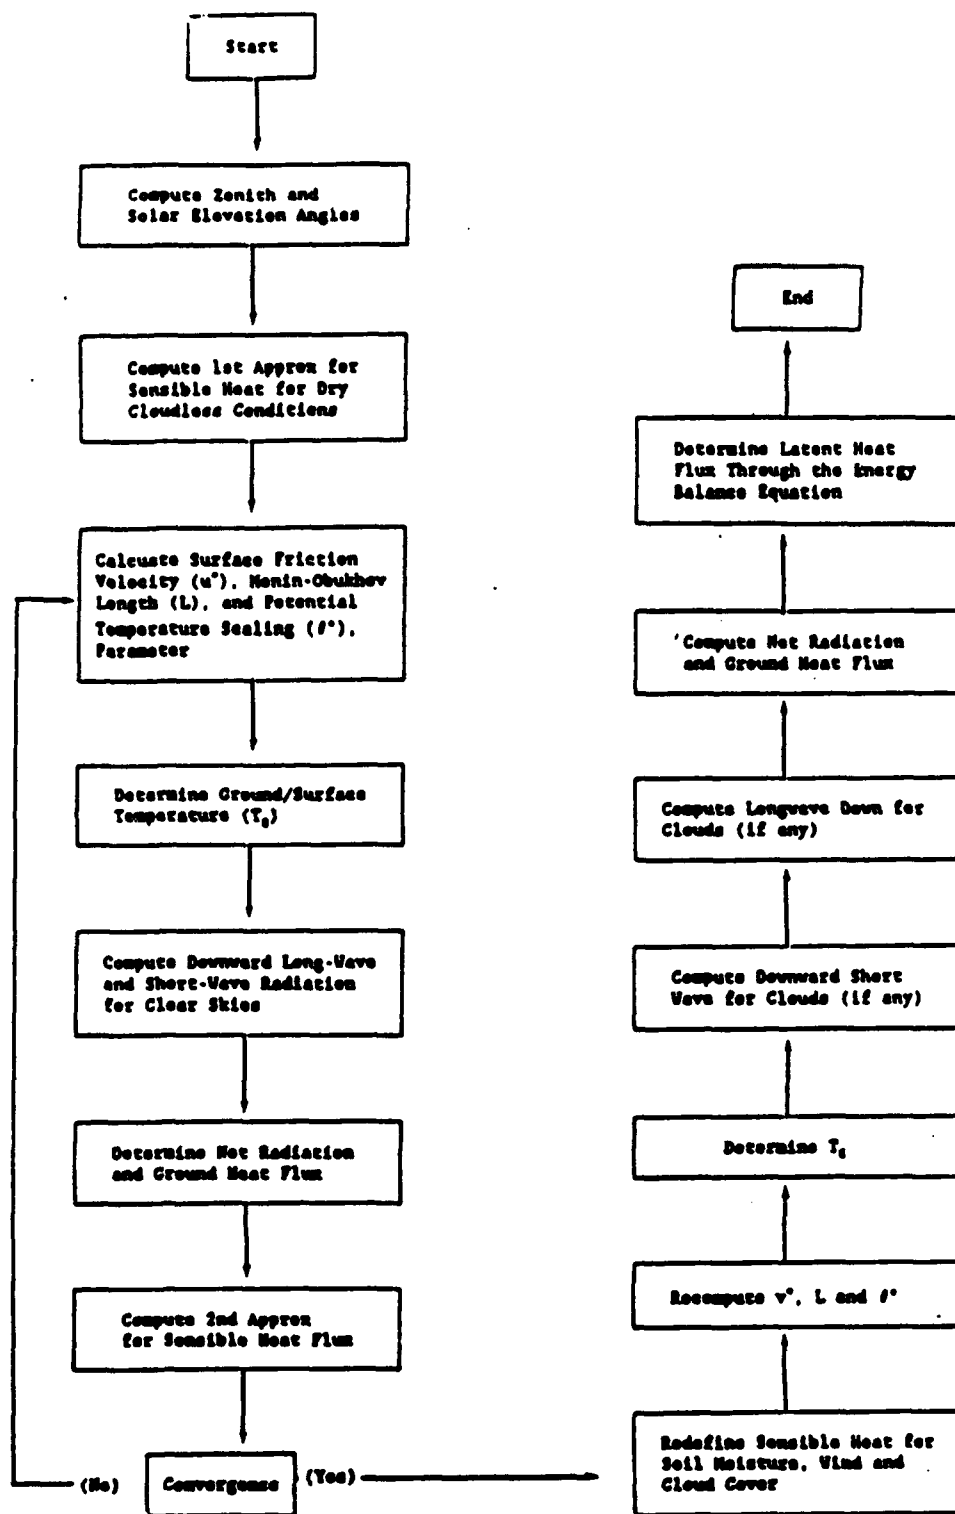 Start
Compute Zenith and
Solar Elevation Angles
Compute 1st Approx for
Sensible Heat for Dry
Cloudless Conditions
Calcuate Surface Friction
Velocity (u*), Monin-Obukhov
Length (L), and Potential
Temperature Scaling (θ*),
Parameter
Determine Ground/Surface
Temperature (T₀)
Compute Downward Long-Wave
and Short-Wave Radiation
for Clear Skies
Determine Net Radiation
and Ground Heat Flux
Compute 2nd Approx
for Sensible Heat Flux
(No)
Convergence
(Yes)
Redefine Sensible Heat for
Soil Moisture, Wind and
Cloud Cover
Recompute v*, L and θ*
Determine T₀
Compute Downward Short
Wave for Clouds (if any)
Compute Longwave Down for
Clouds (if any)
Compute Net Radiation
and Ground Heat Flux
Determine Latent Heat
Flux Through the Energy
Balance Equation
End